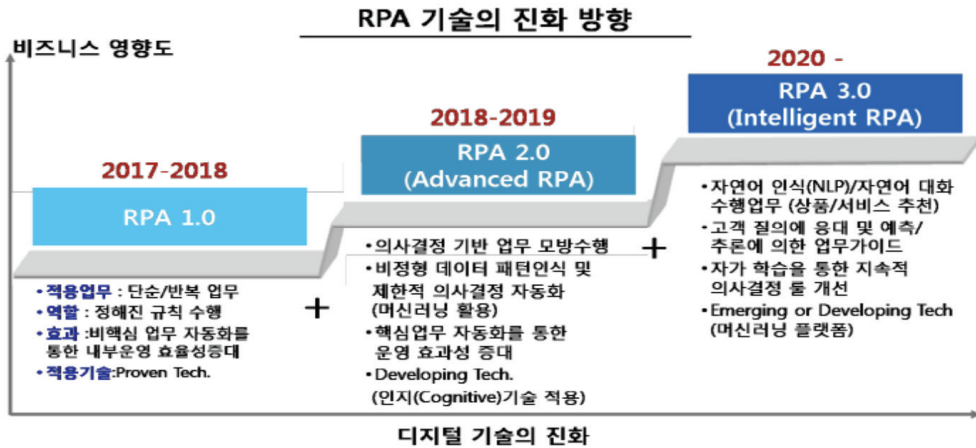 RPA 기술의 진화 방향
비즈니스 영향도
2017-2018
RPA 1.0
•적용업무 : 단순/반복 업무
•역할 : 정해진 규칙 수행
•효과 :비핵심 업무 자동화를
통한 내부운영 효율성증대
•적용기술:Proven Tech.
+
2018-2019
RPA 2.0
(Advanced RPA)
•의사결정 기반 업무 모방수행
•비정형 데이터 패턴인식 및
제한적 의사결정 자동화
(머신러닝 활용)
•핵심업무 자동화를 통한
운영 효과성 증대
•Developing Tech.
(인지(Cognitive)기술 적용)
+
2020 -
RPA 3.0
(Intelligent RPA)
•자연어 인식(NLP)/자연어 대화
수행업무 (상품/서비스 추천)
•고객 질의에 응대 및 예측/
추론에 의한 업무가이드
•자가 학습을 통한 지속적
의사결정 룰 개선
•Emerging or Developing Tech
(머신러닝 플랫폼)
디지털 기술의 진화